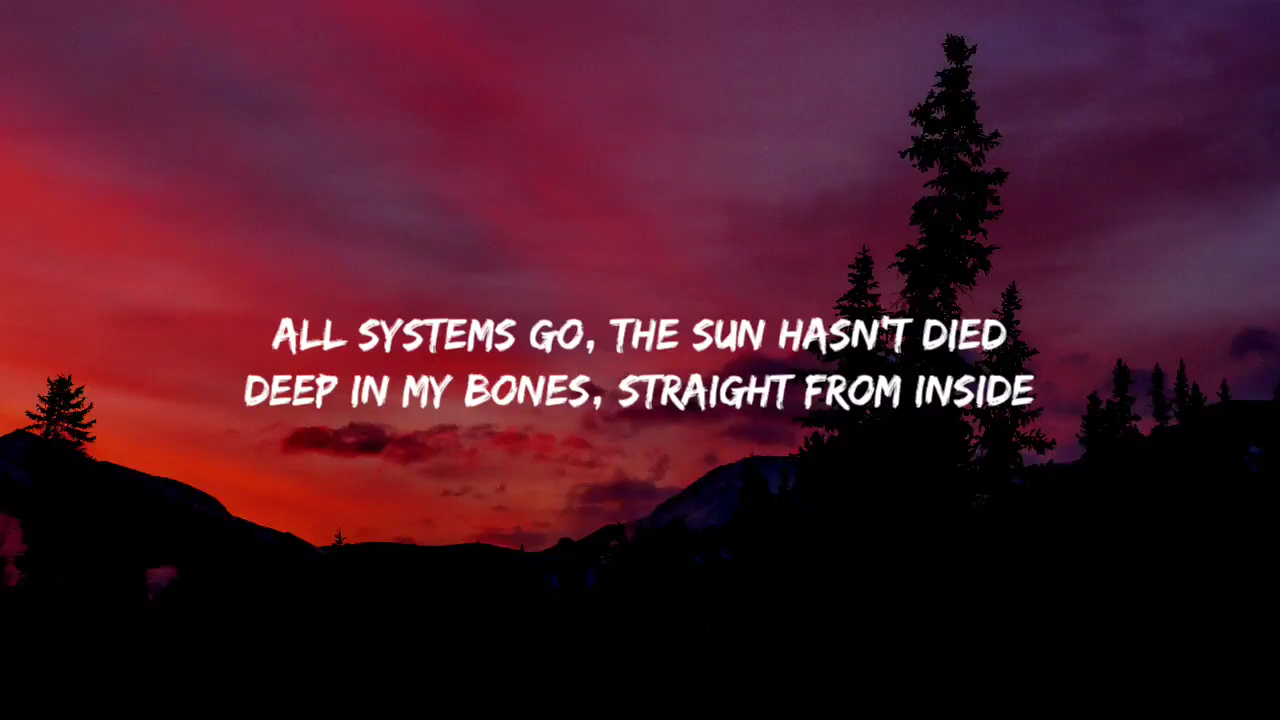 ALL SYSTEMS GO, THE SUN HASN'T DIED
DEEP IN MY BONES, STRAIGHT FROM INSIDE